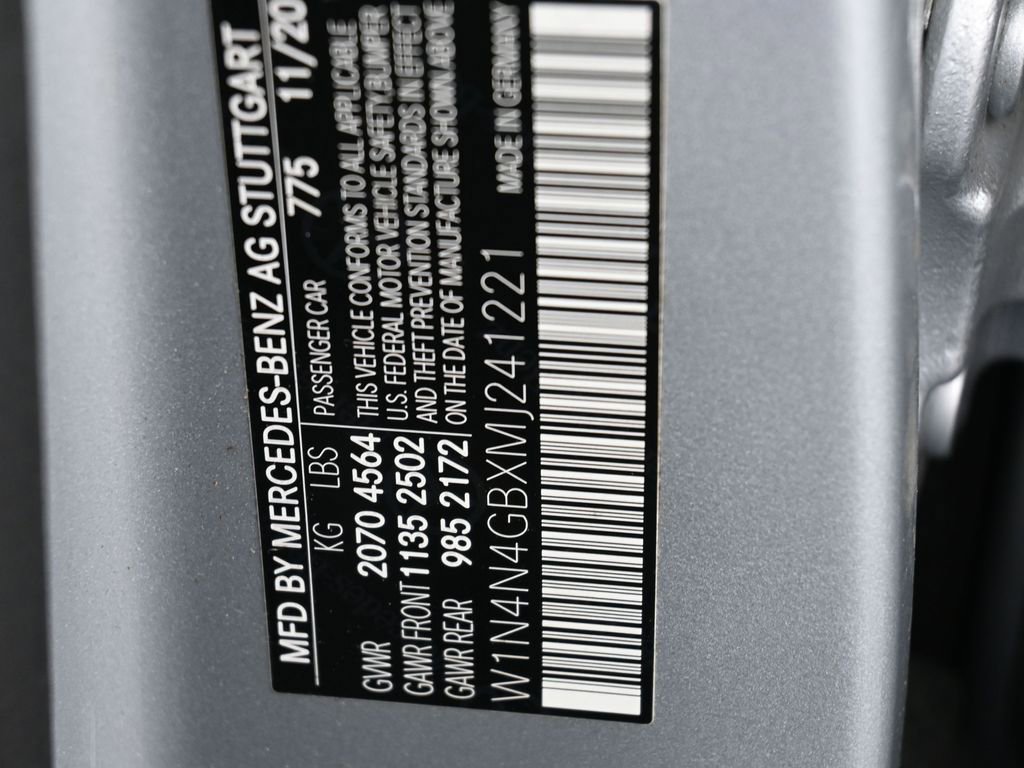 MFD BY MERCEDES-BENZ AG STUTTGART
KG LBS PASSENGER CAR 775 11/20
GVWR 2070 4564 THIS VEHICLE CONFORMS TO ALL APPLICABLE
GAWR FRONT 1135 2502 U.S. FEDERAL MOTOR VEHICLE SAFETY/BUMPER
AND THEFT PREVENTION STANDARDS IN EFFECT
GAWR REAR 985 2172 ON THE DATE OF MANUFACTURE SHOWN ABOVE
W1N4N4GBXMJ241221 MADE IN GERMANY